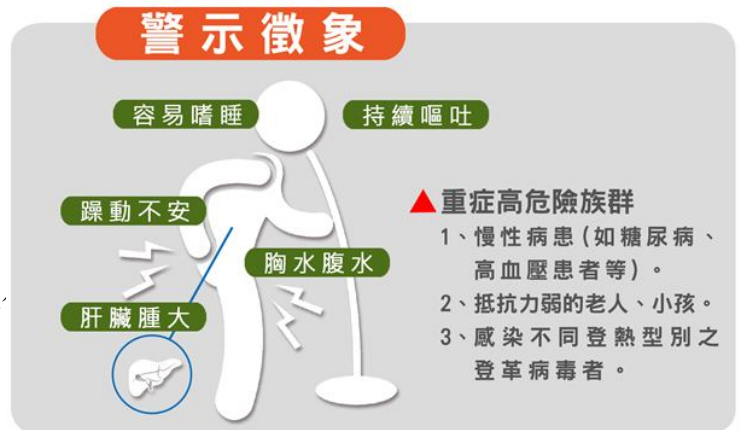 警示徵象
容易嗜睡
持續嘔吐
躁動不安
胸水腹水
肝臟腫大
▲重症高危險族群
1、慢性病患(如糖尿病、
高血壓患者等)。
2、抵抗力弱的老人、小孩。
3、感染不同登熱型別之
登革病毒者。